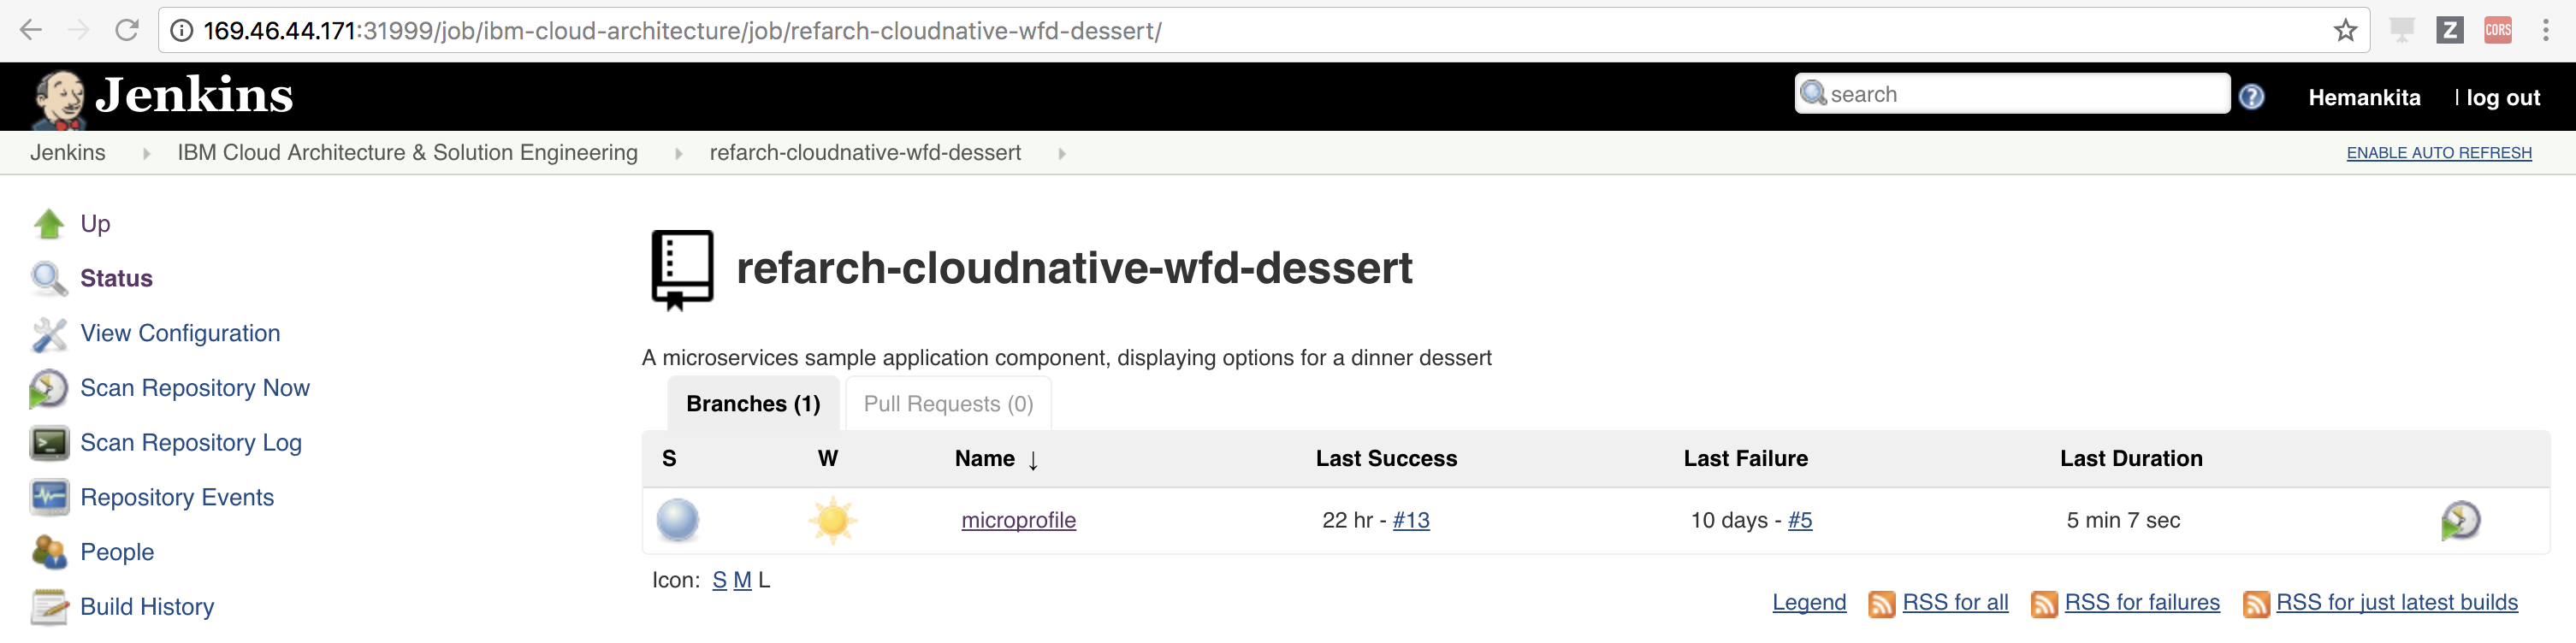 169.46.44.171:31999/job/ibm-cloud-architecture/job/refarch-cloudnative-wfd-dessert/
Z
CORS
Jenkins
search
?
Hemankita
| log out
Jenkins
IBM Cloud Architecture & Solution Engineering
refarch-cloudnative-wfd-dessert
ENABLE AUTO REFRESH
Up
Status
View Configuration
Scan Repository Now
Scan Repository Log
Repository Events
People
Build History
refarch-cloudnative-wfd-dessert
A microservices sample application component, displaying options for a dinner dessert
Branches (1) Pull Requests (0)
S W Name ↓ Last Success Last Failure Last Duration
microprofile 22 hr - #13 10 days - #5 5 min 7 sec
Icon: S M L
Legend RSS for all RSS for failures RSS for just latest builds